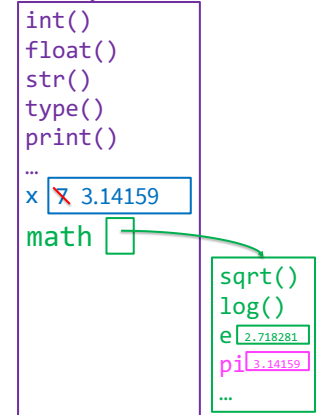 int()
float()
str()
type()
print()
…
x 7 3.14159
math
sqrt()
log()
e 2.718281
pi 3.14159
…